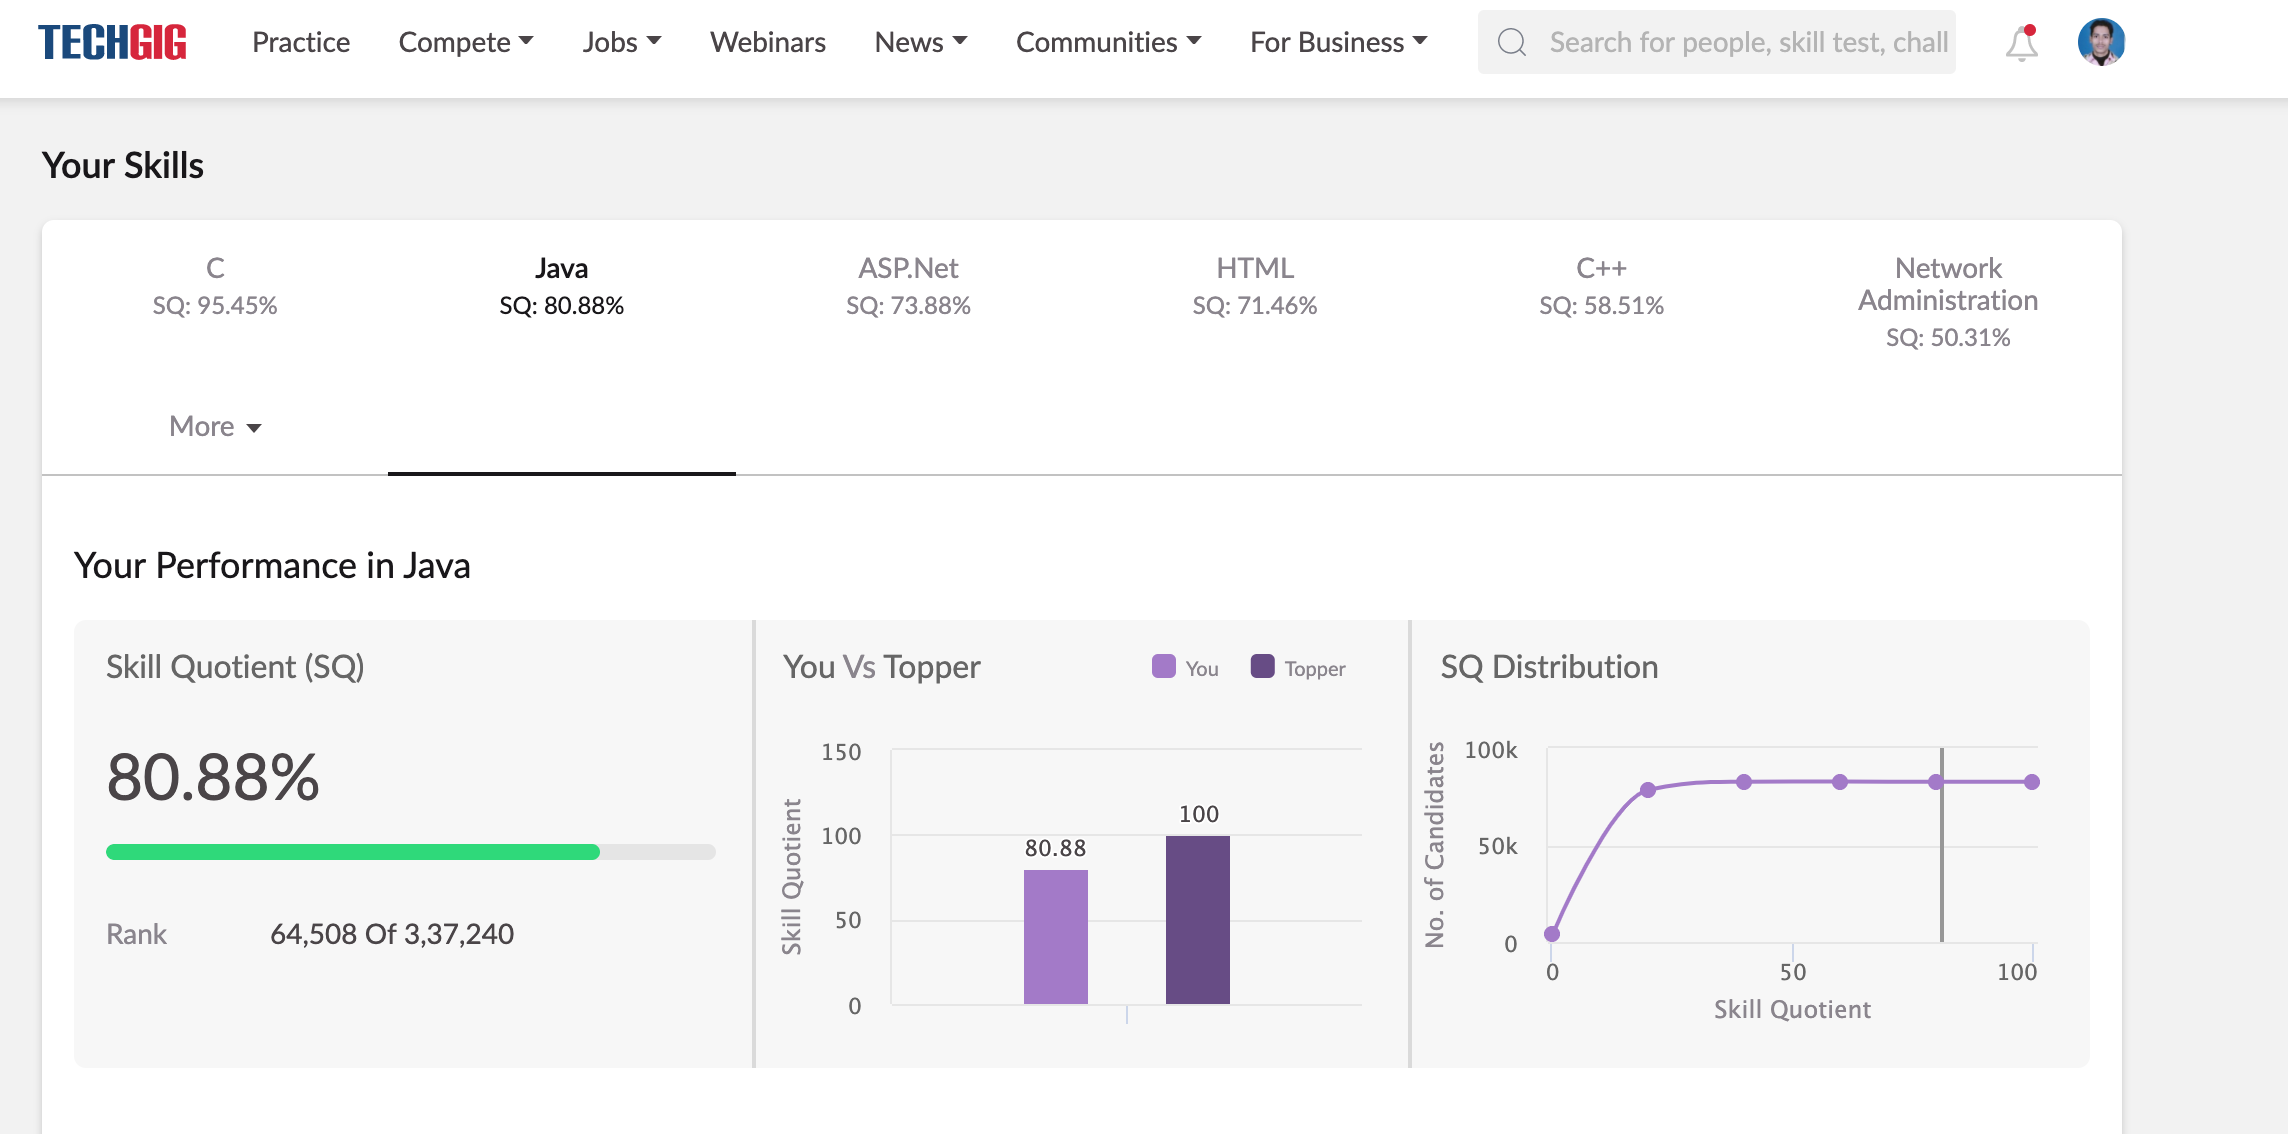 TECHGIG Practice Compete Jobs Webinars News Communities For Business Search for people, skill test, chall
Your Skills
C Java ASP.Net HTML C++ Network
Administration
SQ: 95.45% SQ: 80.88% SQ: 73.88% SQ: 71.46% SQ: 58.51% SQ: 50.31%
More
Your Performance in Java
Skill Quotient (SQ)
80.88%
Rank 64,508 Of 3,37,240
You Vs Topper You Topper
Skill Quotient
150
100
50
0
80.88
100
SQ Distribution
No. of Candidates
100k
50k
0
0 50 100
Skill Quotient